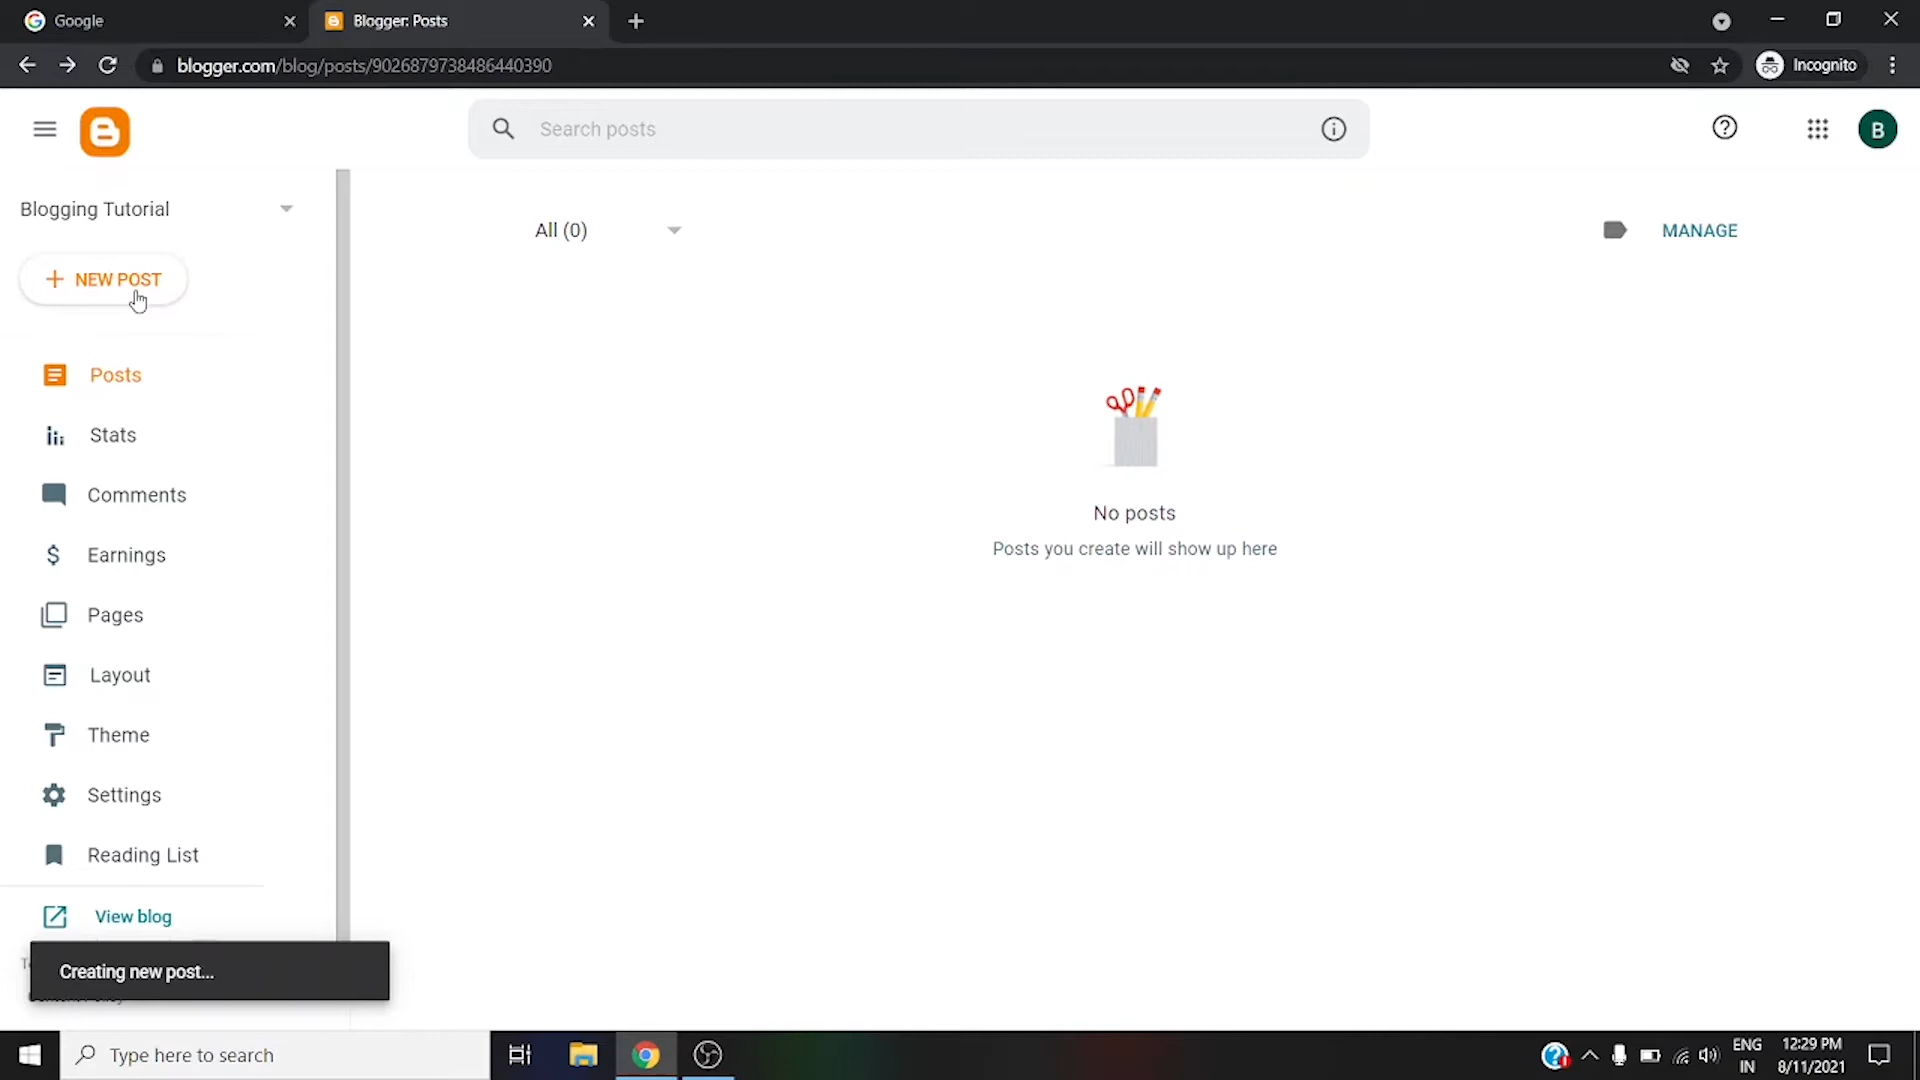 Google
Blogger: Posts
blogger.com/blog/posts/9026879738486440390
Incognito
Search posts
B
Blogging Tutorial
NEW POST
All (0)
MANAGE
Posts
Stats
Comments
Earnings
Pages
Layout
Theme
Settings
Reading List
View blog
No posts
Posts you create will show up here
Creating new post...
Type here to search
ENG
IN
12:29 PM
8/11/2021